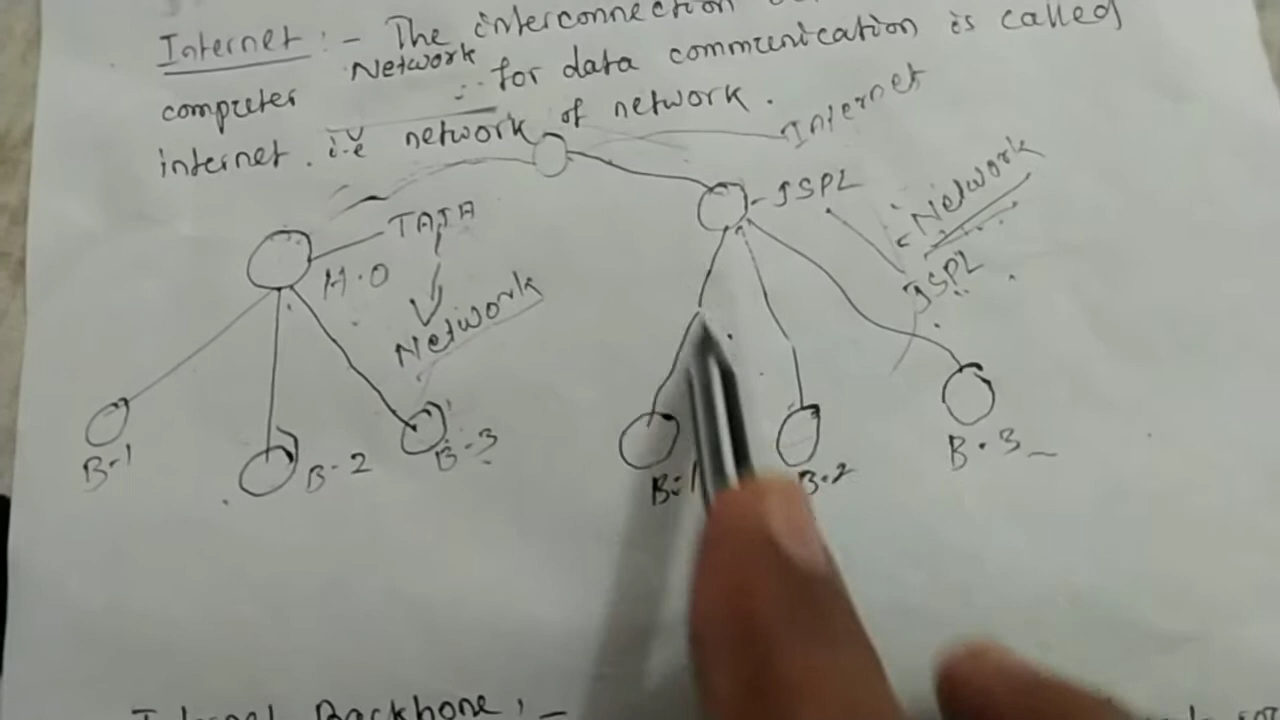 Internet :- The interconnection
computer Network for data communication is called
internet. i.e network of network.
Internet
TATA
H.O
Network
JSPL
Network
JSPL
B-1
B-2
B-3
B-1
B-2
B-3
Backbone :-